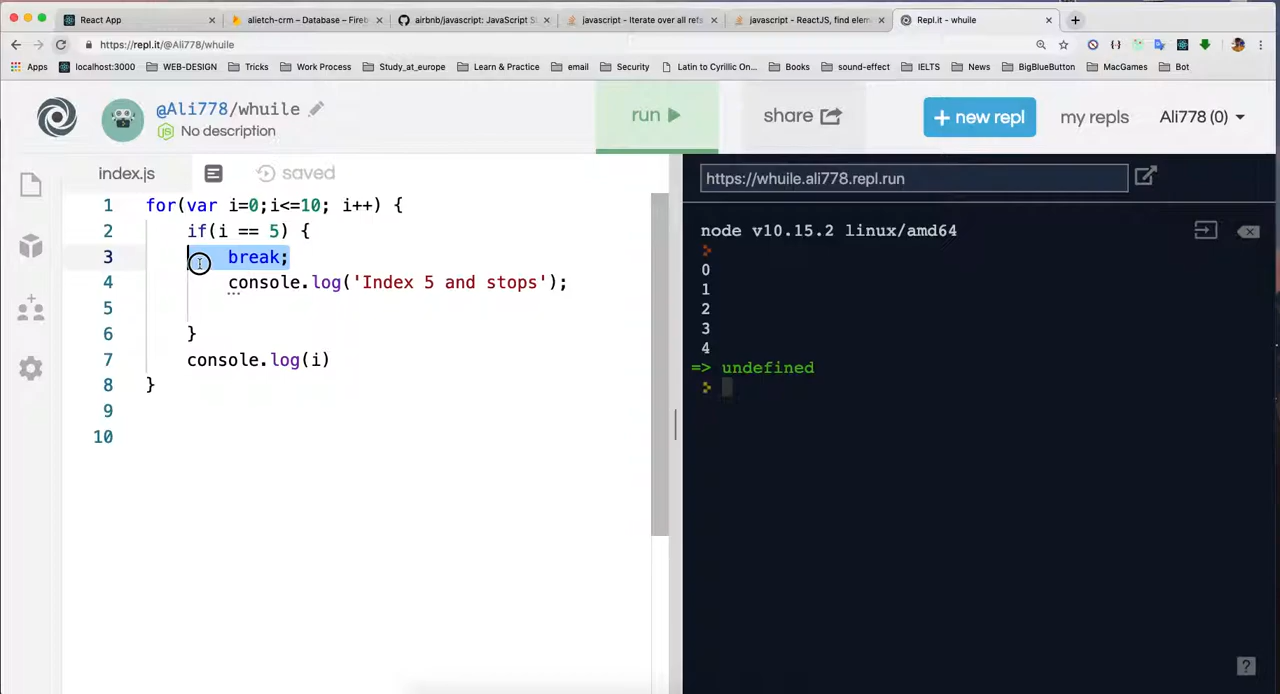 React App
alietch-crm – Database – Fireb
airbnb/javascript: JavaScript S
javascript - Iterate over all refs
javascript - ReactJS, find elem
Repl.it - whuile
https://repl.it/@Ali778/whuile
Apps
localhost:3000
WEB-DESIGN
Tricks
Work Process
Study_at_europe
Learn & Practice
email
Security
Latin to Cyrillic On...
Books
sound-effect
IELTS
News
BigBlueButton
MacGames
Bot
@Ali778/whuile
No description
run
share
+ new repl
my repls
Ali778 (0)
index.js
saved
1 for(var i=0;i<=10; i++) {
2 if(i == 5) {
3 break;
4 console.log('Index 5 and stops');
5
6 }
7 console.log(i)
8 }
9
10
https://whuile.ali778.repl.run
node v10.15.2 linux/amd64
0
1
2
3
4
=> undefined
?